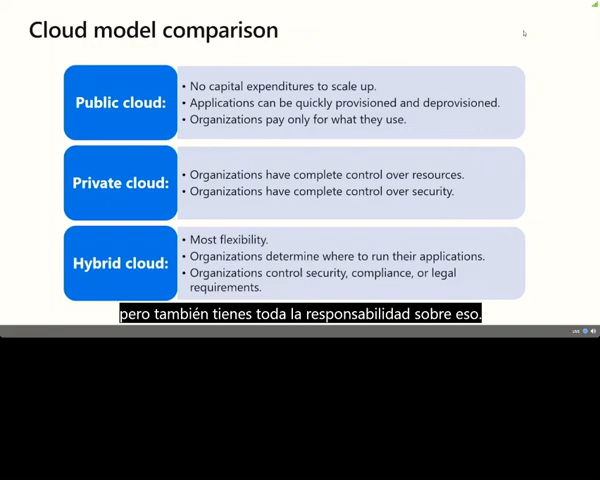 Cloud model comparison
Public cloud:
• No capital expenditures to scale up.
• Applications can be quickly provisioned and deprovisioned.
• Organizations pay only for what they use.
Private cloud:
• Organizations have complete control over resources.
• Organizations have complete control over security.
Hybrid cloud:
• Most flexibility.
• Organizations determine where to run their applications.
• Organizations control security, compliance, or legal
requirements.
pero también tienes toda la responsabilidad sobre eso.